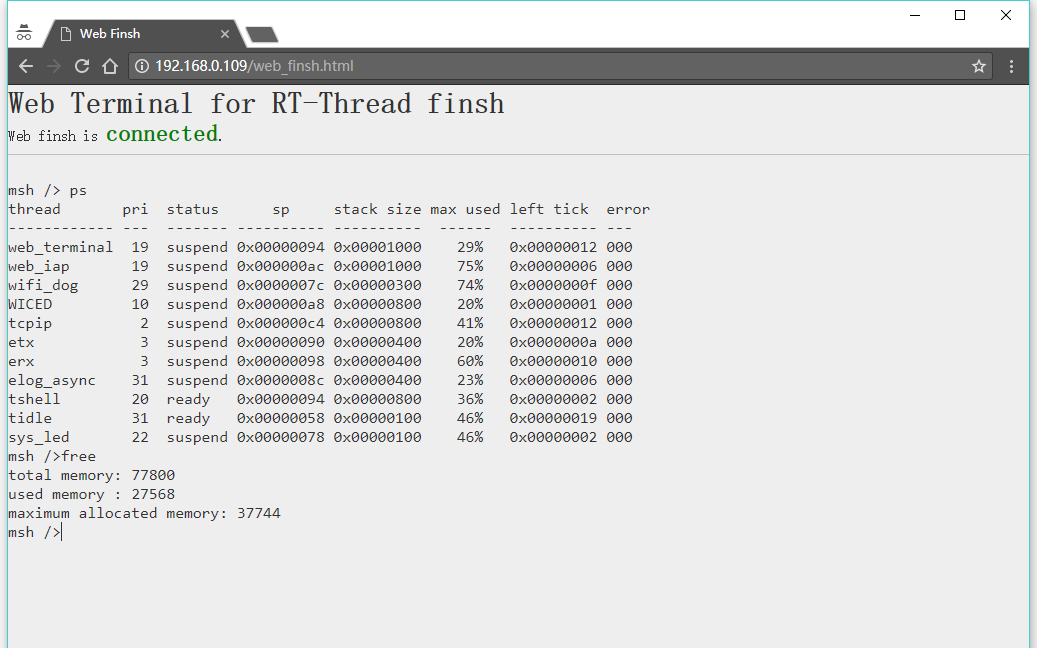 Web Finsh
192.168.0.109/web_finsh.html
Web Terminal for RT-Thread finsh
Web finsh is connected.
msh /> ps
thread       pri  status      sp     stack size max used left tick  error
------------ ---  ------- ---------- ----------  ------  ---------- ---
web_terminal  19  suspend 0x00000094 0x00001000    29%   0x00000012 000
web_iap       19  suspend 0x000000ac 0x00001000    75%   0x00000006 000
wifi_dog      29  suspend 0x0000007c 0x00000300    74%   0x0000000f 000
WICED         10  suspend 0x000000a8 0x00000800    20%   0x00000001 000
tcpip          2  suspend 0x000000c4 0x00000800    41%   0x00000012 000
etx            3  suspend 0x00000090 0x00000400    20%   0x0000000a 000
erx            3  suspend 0x00000098 0x00000400    60%   0x00000010 000
elog_async    31  suspend 0x0000008c 0x00000400    23%   0x00000006 000
tshell        20  ready   0x00000094 0x00000800    36%   0x00000002 000
tidle         31  ready   0x00000058 0x00000100    46%   0x00000019 000
sys_led       22  suspend 0x00000078 0x00000100    46%   0x00000002 000
msh />free
total memory: 77800
used memory : 27568
maximum allocated memory: 37744
msh />